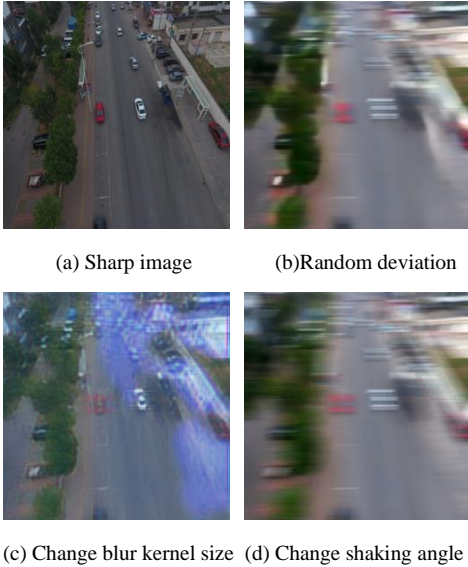 (a) Sharp image
(b)Random deviation
(c) Change blur kernel size
(d) Change shaking angle